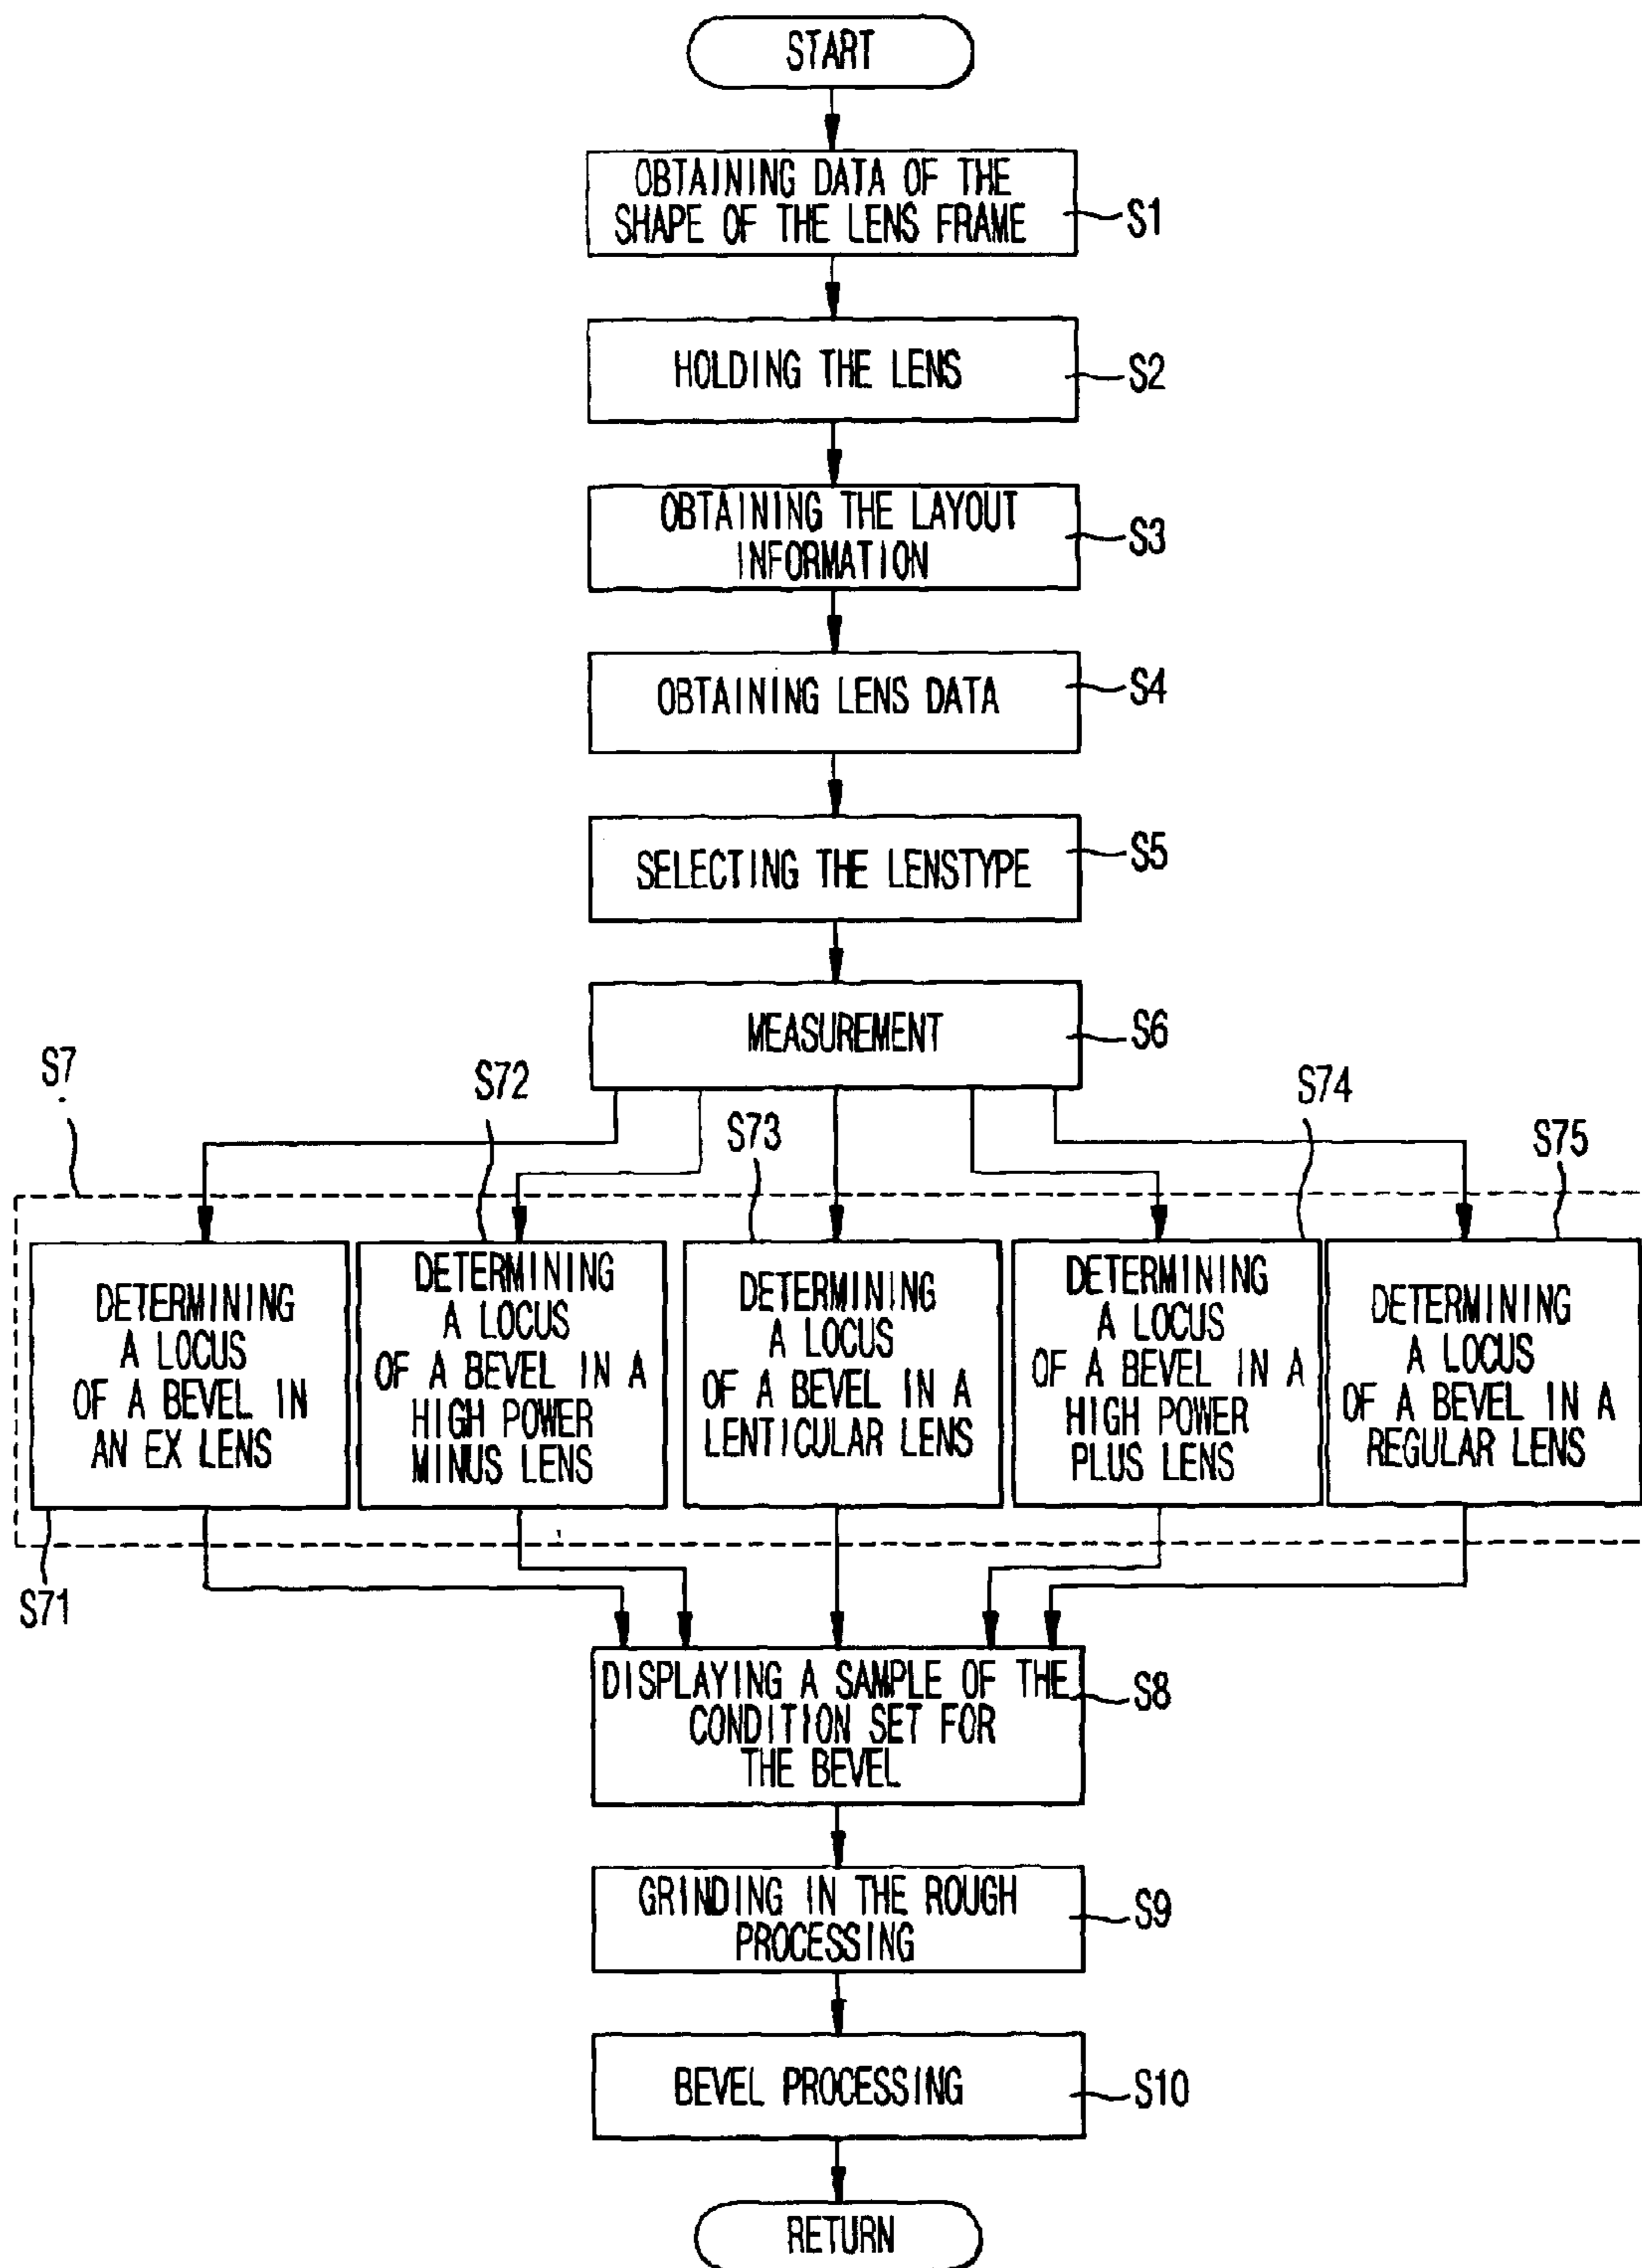 START
OBTAINING DATA OF THE
SHAPE OF THE LENS FRAME
S1
HOLDING THE LENS
S2
OBTAINING THE LAYOUT
INFORMATION
S3
OBTAINING LENS DATA
S4
SELECTING THE LENSTYPE
S5
MEASUREMENT
S6
S7
S72
S73
S74
S75
DETERMINING
A LOCUS
OF A BEVEL IN
AN EX LENS
DETERMINING
A LOCUS
OF A BEVEL IN A
HIGH POWER
MINUS LENS
DETERMINING
A LOCUS
OF A BEVEL IN A
LENTICULAR LENS
DETERMINING
A LOCUS
OF A BEVEL IN A
HIGH POWER
PLUS LENS
DETERMINING
A LOCUS
OF A BEVEL IN A
REGULAR LENS
S71
DISPLAYING A SAMPLE OF THE
CONDITION SET FOR
THE BEVEL
S8
GRINDING IN THE ROUGH
PROCESSING
S9
BEVEL PROCESSING
S10
RETURN